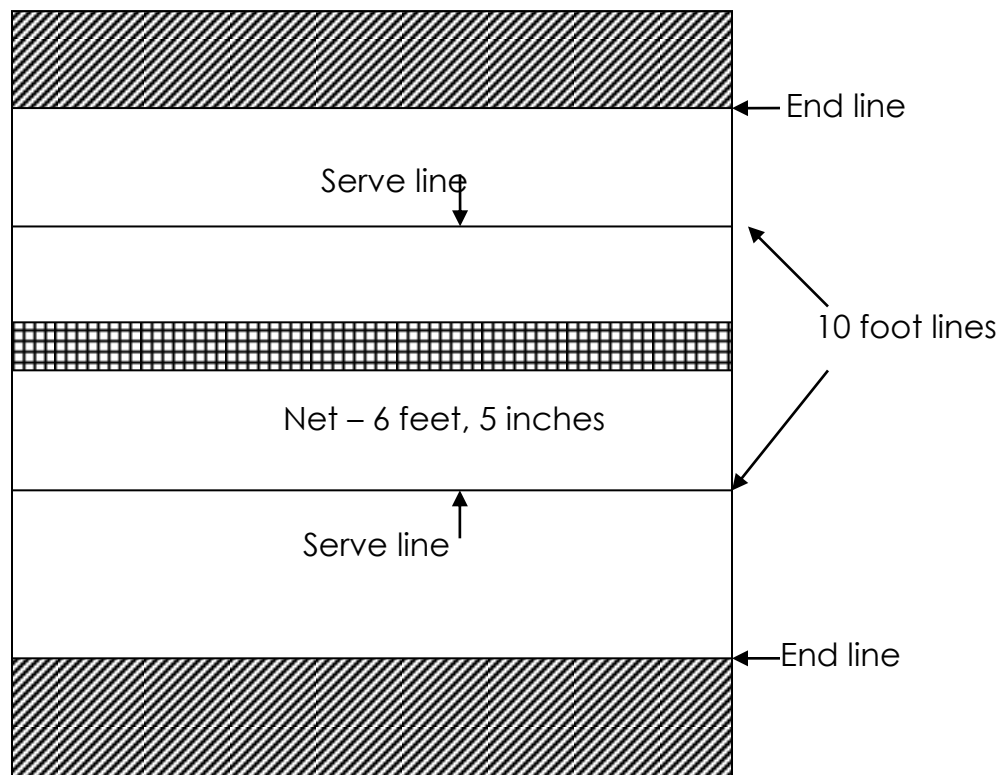 End line
Serve line
10 foot lines
Net – 6 feet, 5 inches
Serve line
End line